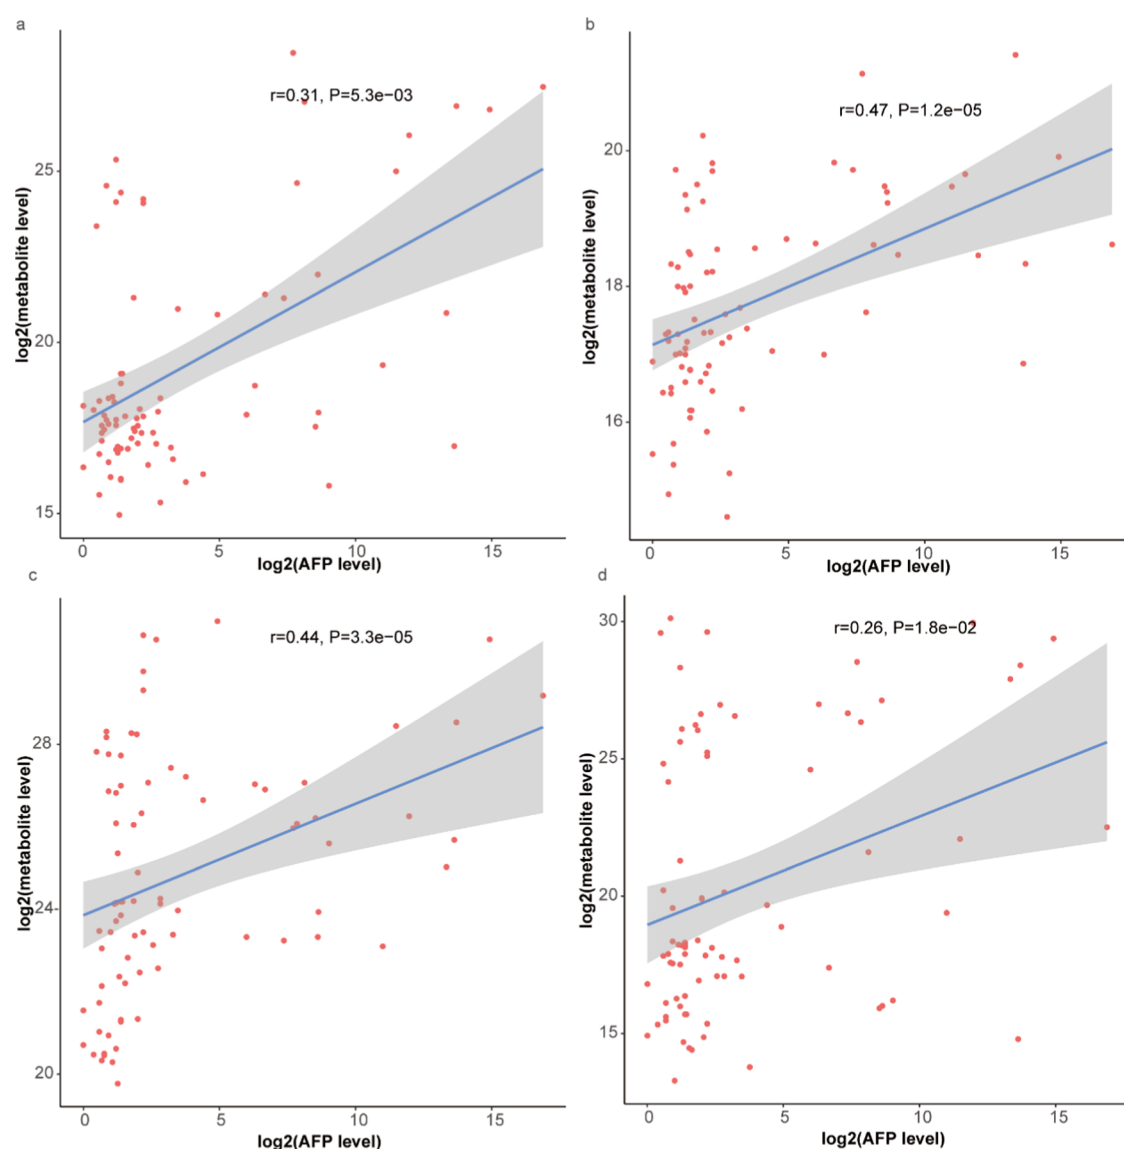 a
r=0.31, P=5.3e−03
25
20
15
log2(metabolite level)
0 5 10 15
log2(AFP level)
b
r=0.47, P=1.2e−05
20
18
16
log2(metabolite level)
0 5 10 15
log2(AFP level)
c
r=0.44, P=3.3e−05
28
24
20
log2(metabolite level)
0 5 10 15
log2(AFP level)
d
r=0.26, P=1.8e−02
30
25
20
15
log2(metabolite level)
0 5 10 15
log2(AFP level)